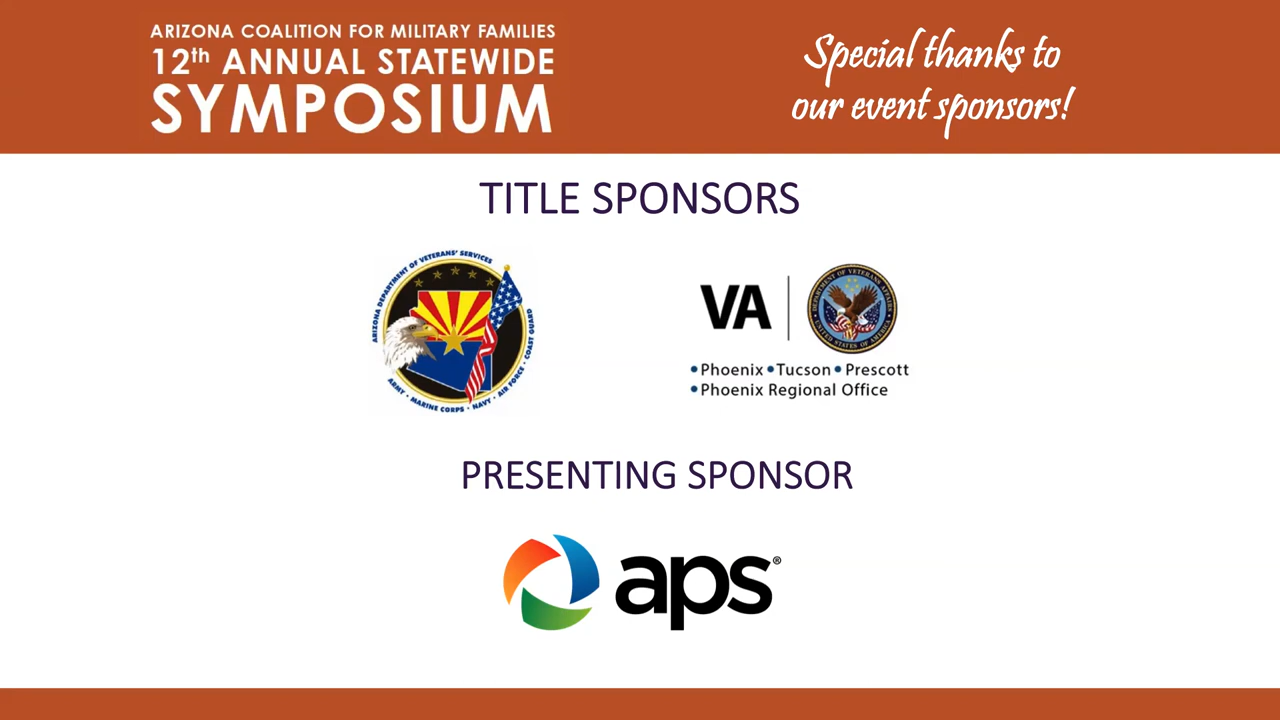 ARIZONA COALITION FOR MILITARY FAMILIES
12th ANNUAL STATEWIDE
SYMPOSIUM
Special thanks to
our event sponsors!
TITLE SPONSORS
ARIZONA DEPARTMENT OF VETERANS' SERVICES
ARMY · MARINE CORPS · NAVY · AIR FORCE · COAST GUARD
VA
DEPARTMENT OF VETERANS AFFAIRS
UNITED STATES OF AMERICA
•Phoenix •Tucson •Prescott
•Phoenix Regional Office
PRESENTING SPONSOR
aps®